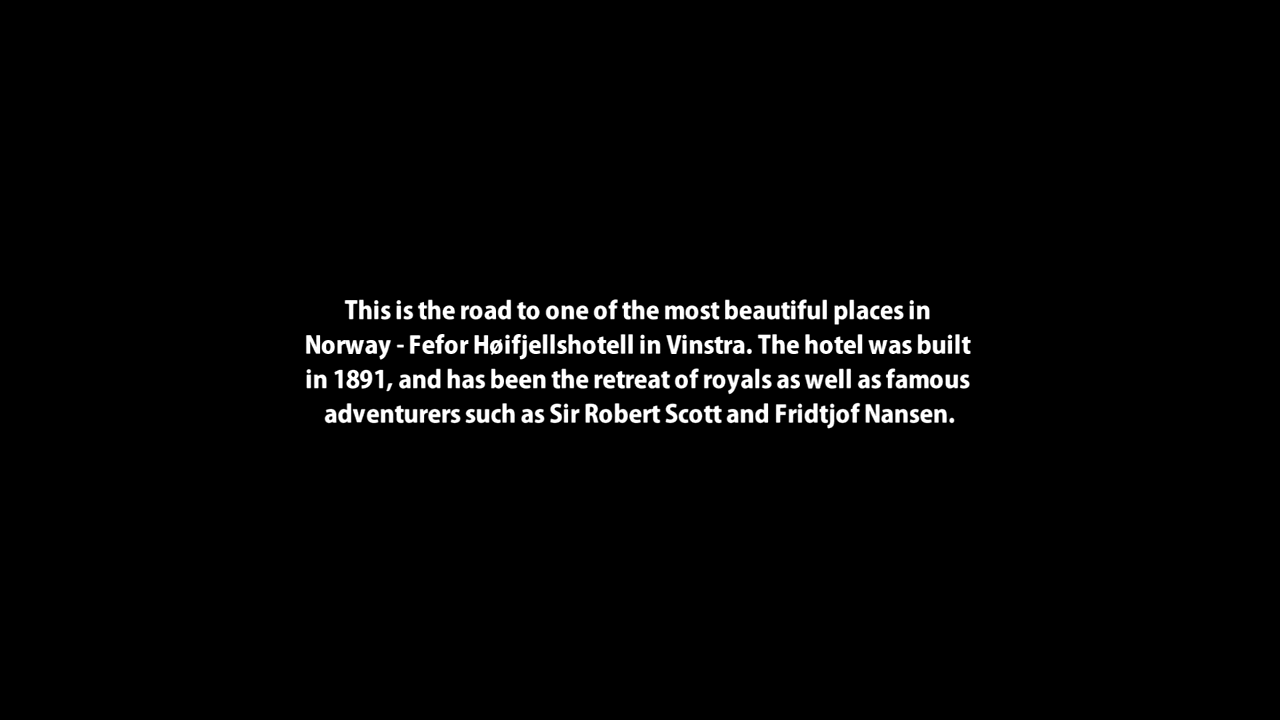 This is the road to one of the most beautiful places in
Norway - Fefor Høifjellshotell in Vinstra. The hotel was built
in 1891, and has been the retreat of royals as well as famous
adventurers such as Sir Robert Scott and Fridtjof Nansen.